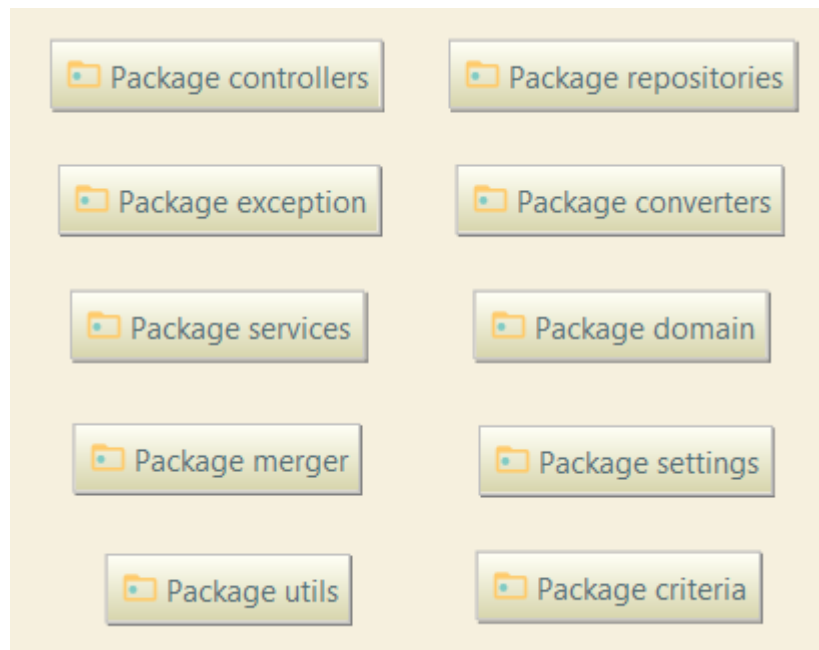 Package controllers
Package repositories
Package exception
Package converters
Package services
Package domain
Package merger
Package settings
Package utils
Package criteria